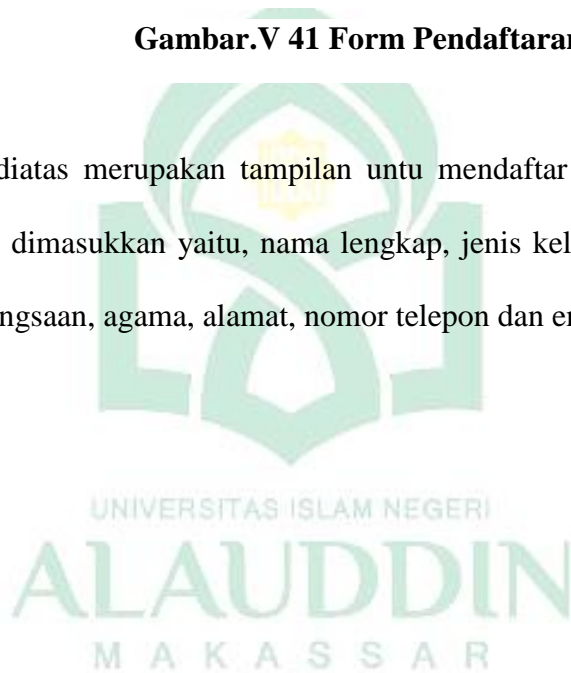 Gambar.V 41 Form Pendaftaran
diatas merupakan tampilan untu mendaftar
dimasukkan yaitu, nama lengkap, jenis kel
ngsaan, agama, alamat, nomor telepon dan e
UNIVERSITAS ISLAM NEGERI
ALAUDDIN
MAKASSAR